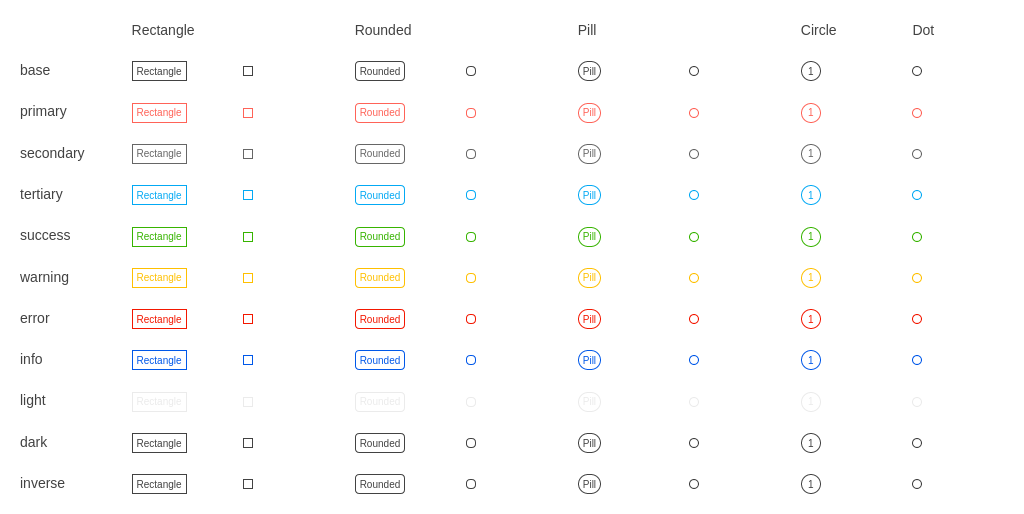 Rectangle Rounded Pill Circle Dot
base Rectangle Rounded Pill 1
primary Rectangle Rounded Pill 1
secondary Rectangle Rounded Pill 1
tertiary Rectangle Rounded Pill 1
success Rectangle Rounded Pill 1
warning Rectangle Rounded Pill 1
error Rectangle Rounded Pill 1
info Rectangle Rounded Pill 1
light Rectangle Rounded Pill 1
dark Rectangle Rounded Pill 1
inverse Rectangle Rounded Pill 1